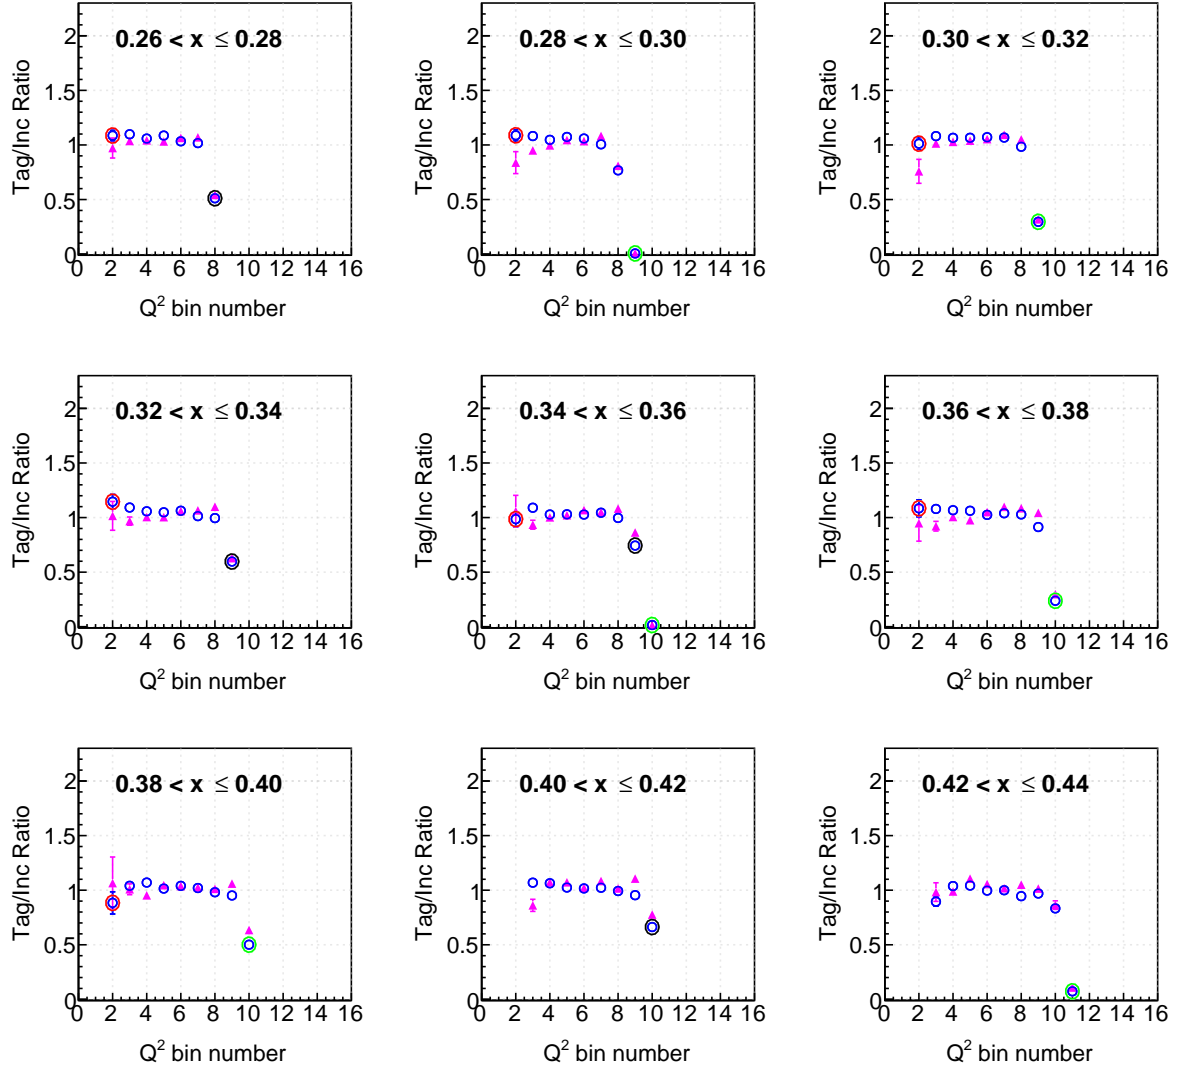 0.26 < x ≤ 0.28
Tag/Inc Ratio
2
1.5
1
0.5
0
0 2 4 6 8 10 12 14 16
Q² bin number
0.28 < x ≤ 0.30
Tag/Inc Ratio
2
1.5
1
0.5
0
0 2 4 6 8 10 12 14 16
Q² bin number
0.30 < x ≤ 0.32
Tag/Inc Ratio
2
1.5
1
0.5
0
0 2 4 6 8 10 12 14 16
Q² bin number
0.32 < x ≤ 0.34
Tag/Inc Ratio
2
1.5
1
0.5
0
0 2 4 6 8 10 12 14 16
Q² bin number
0.34 < x ≤ 0.36
Tag/Inc Ratio
2
1.5
1
0.5
0
0 2 4 6 8 10 12 14 16
Q² bin number
0.36 < x ≤ 0.38
Tag/Inc Ratio
2
1.5
1
0.5
0
0 2 4 6 8 10 12 14 16
Q² bin number
0.38 < x ≤ 0.40
Tag/Inc Ratio
2
1.5
1
0.5
0
0 2 4 6 8 10 12 14 16
Q² bin number
0.40 < x ≤ 0.42
Tag/Inc Ratio
2
1.5
1
0.5
0
0 2 4 6 8 10 12 14 16
Q² bin number
0.42 < x ≤ 0.44
Tag/Inc Ratio
2
1.5
1
0.5
0
0 2 4 6 8 10 12 14 16
Q² bin number